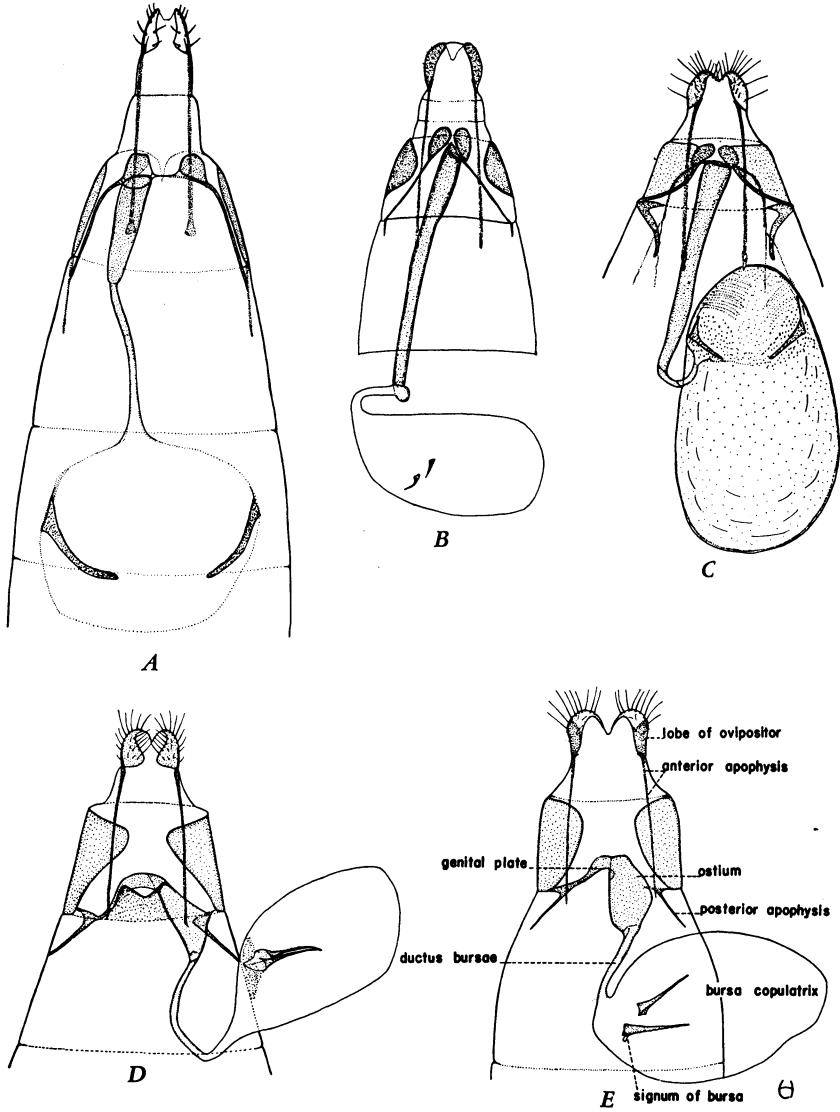 A
B
C
D
lobe of ovipositor
anterior apophysis
genital plate
ostium
posterior apophysis
ductus bursae
bursa copulatrix
E
signum of bursa